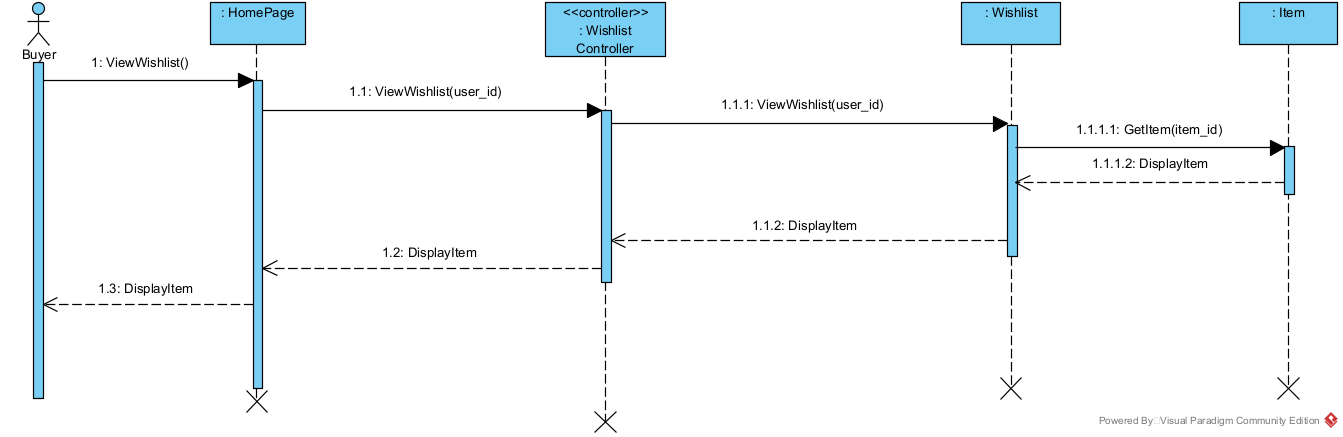 : HomePage
<<controller>>
: Wishlist
Controller
: Wishlist
: Item
Buyer
1: ViewWishlist()
1.1: ViewWishlist(user_id)
1.1.1: ViewWishlist(user_id)
1.1.1.1: GetItem(item_id)
1.1.1.2: DisplayItem
1.1.2: DisplayItem
1.2: DisplayItem
1.3: DisplayItem
Powered By Visual Paradigm Community Edition